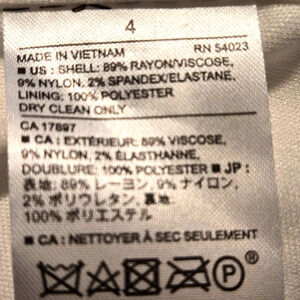 4
MADE IN VIETNAM RN 54023
■ US : SHELL: 89% RAYON/VISCOSE,
9% NYLON, 2% SPANDEX/ELASTANE,
LINING: 100% POLYESTER
DRY CLEAN ONLY
CA 17897
■ CA : EXTÉRIEUR: 89% VISCOSE,
9% NYLON, 2% ÉLASTHANNE,
DOUBLURE: 100% POLYESTER ■ JP :
表地: 89% レーヨン, 9% ナイロン,
2% ポリウレタン, 裏地:
100% ポリエステル
■ CA : NETTOYER À SEC SEULEMENT
P ®